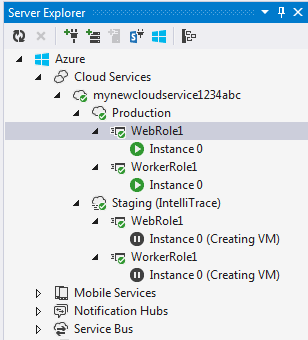 Server Explorer
Azure
Cloud Services
mynewcloudservice1234abc
Production
WebRole1
Instance 0
WorkerRole1
Instance 0
Staging (IntelliTrace)
WebRole1
Instance 0 (Creating VM)
WorkerRole1
Instance 0 (Creating VM)
Mobile Services
Notification Hubs
Service Bus